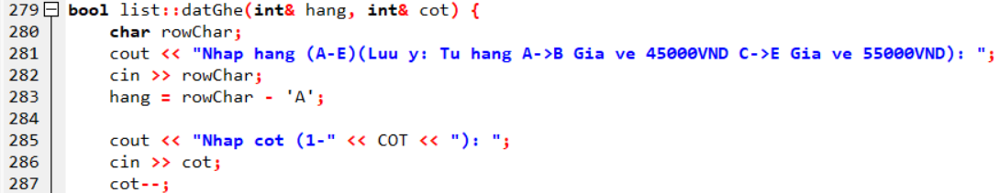 279 bool list::datGhe(int& hang, int& cot) {
280     char rowChar;
281     cout << "Nhap hang (A-E)(Luu y: Tu hang A->B Gia ve 45000VND C->E Gia ve 55000VND): ";
282     cin >> rowChar;
283     hang = rowChar - 'A';
284
285     cout << "Nhap cot (1-" << COT << "): ";
286     cin >> cot;
287     cot--;